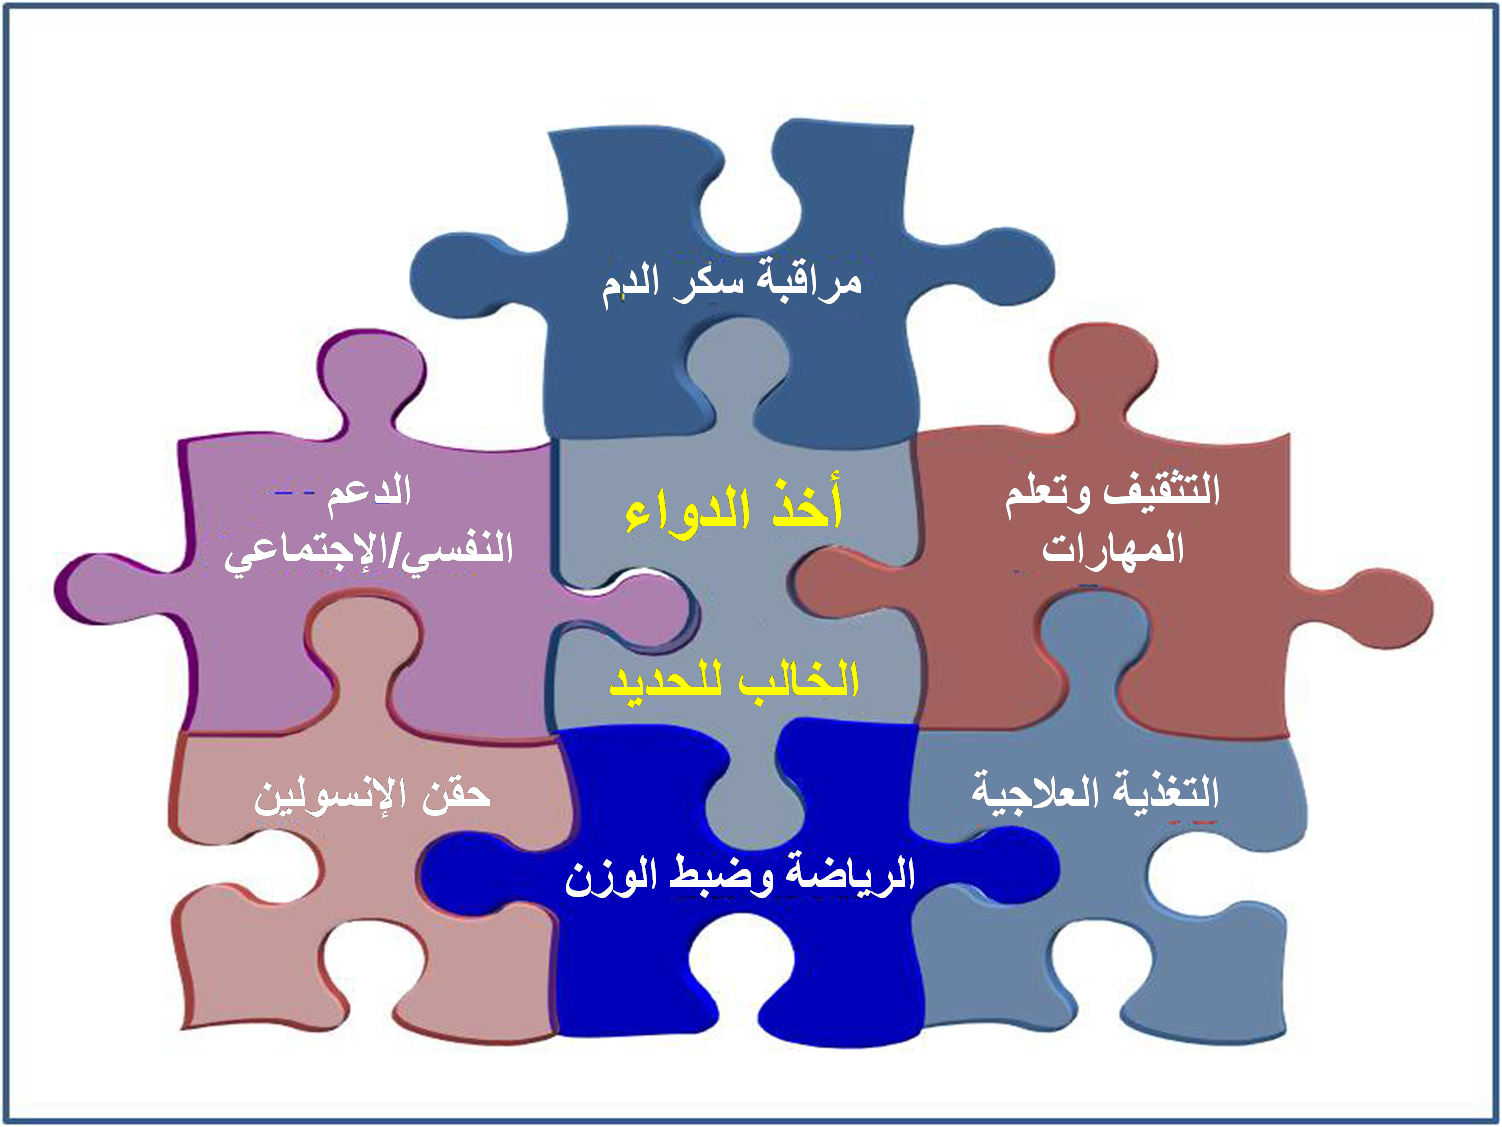 مراقبة سكر الدم
التثقيف وتعلم
المهارات
أخذ الدواء
الخالب للحديد
الدعم
النفسي/الإجتماعي
التغذية العلاجية
الرياضة وضبط الوزن
حقن الإنسولين